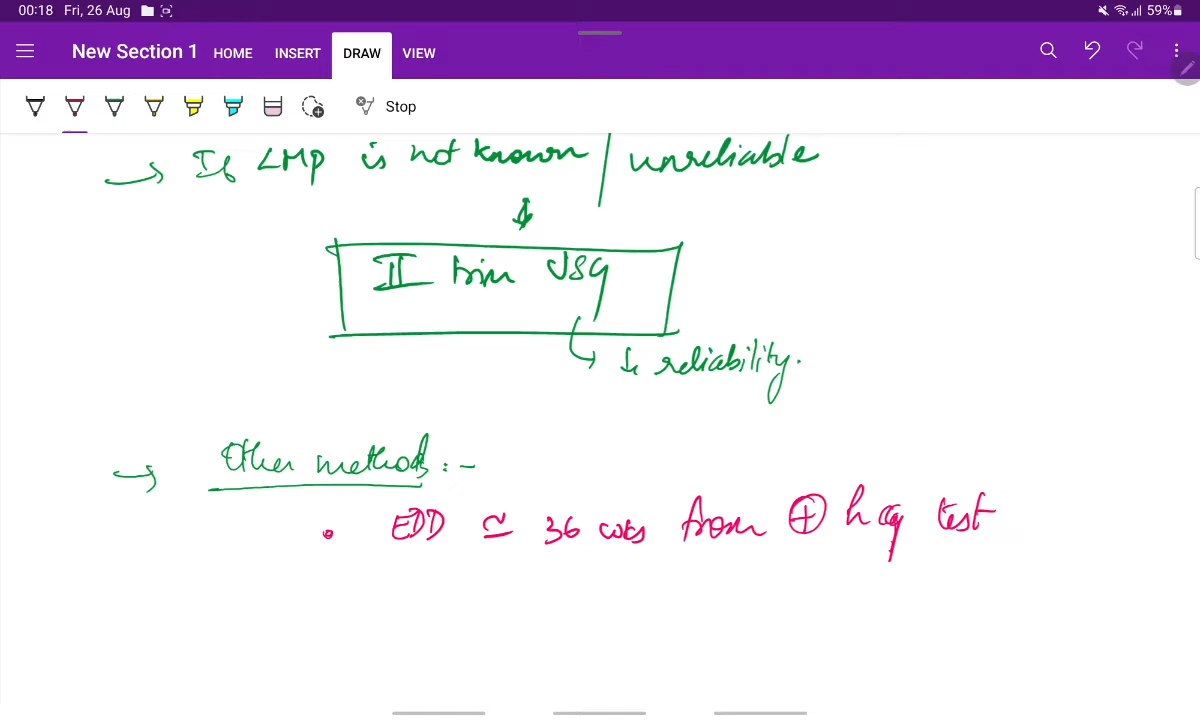 00:18 Fri, 26 Aug 59%
New Section 1 HOME INSERT DRAW VIEW
Stop
→ If LMP is not known / unreliable
↓
II trim USG
↳ ↓ reliability.
→ Other methods :-
• EDD ≃ 36 wks from ⊕ hcg test